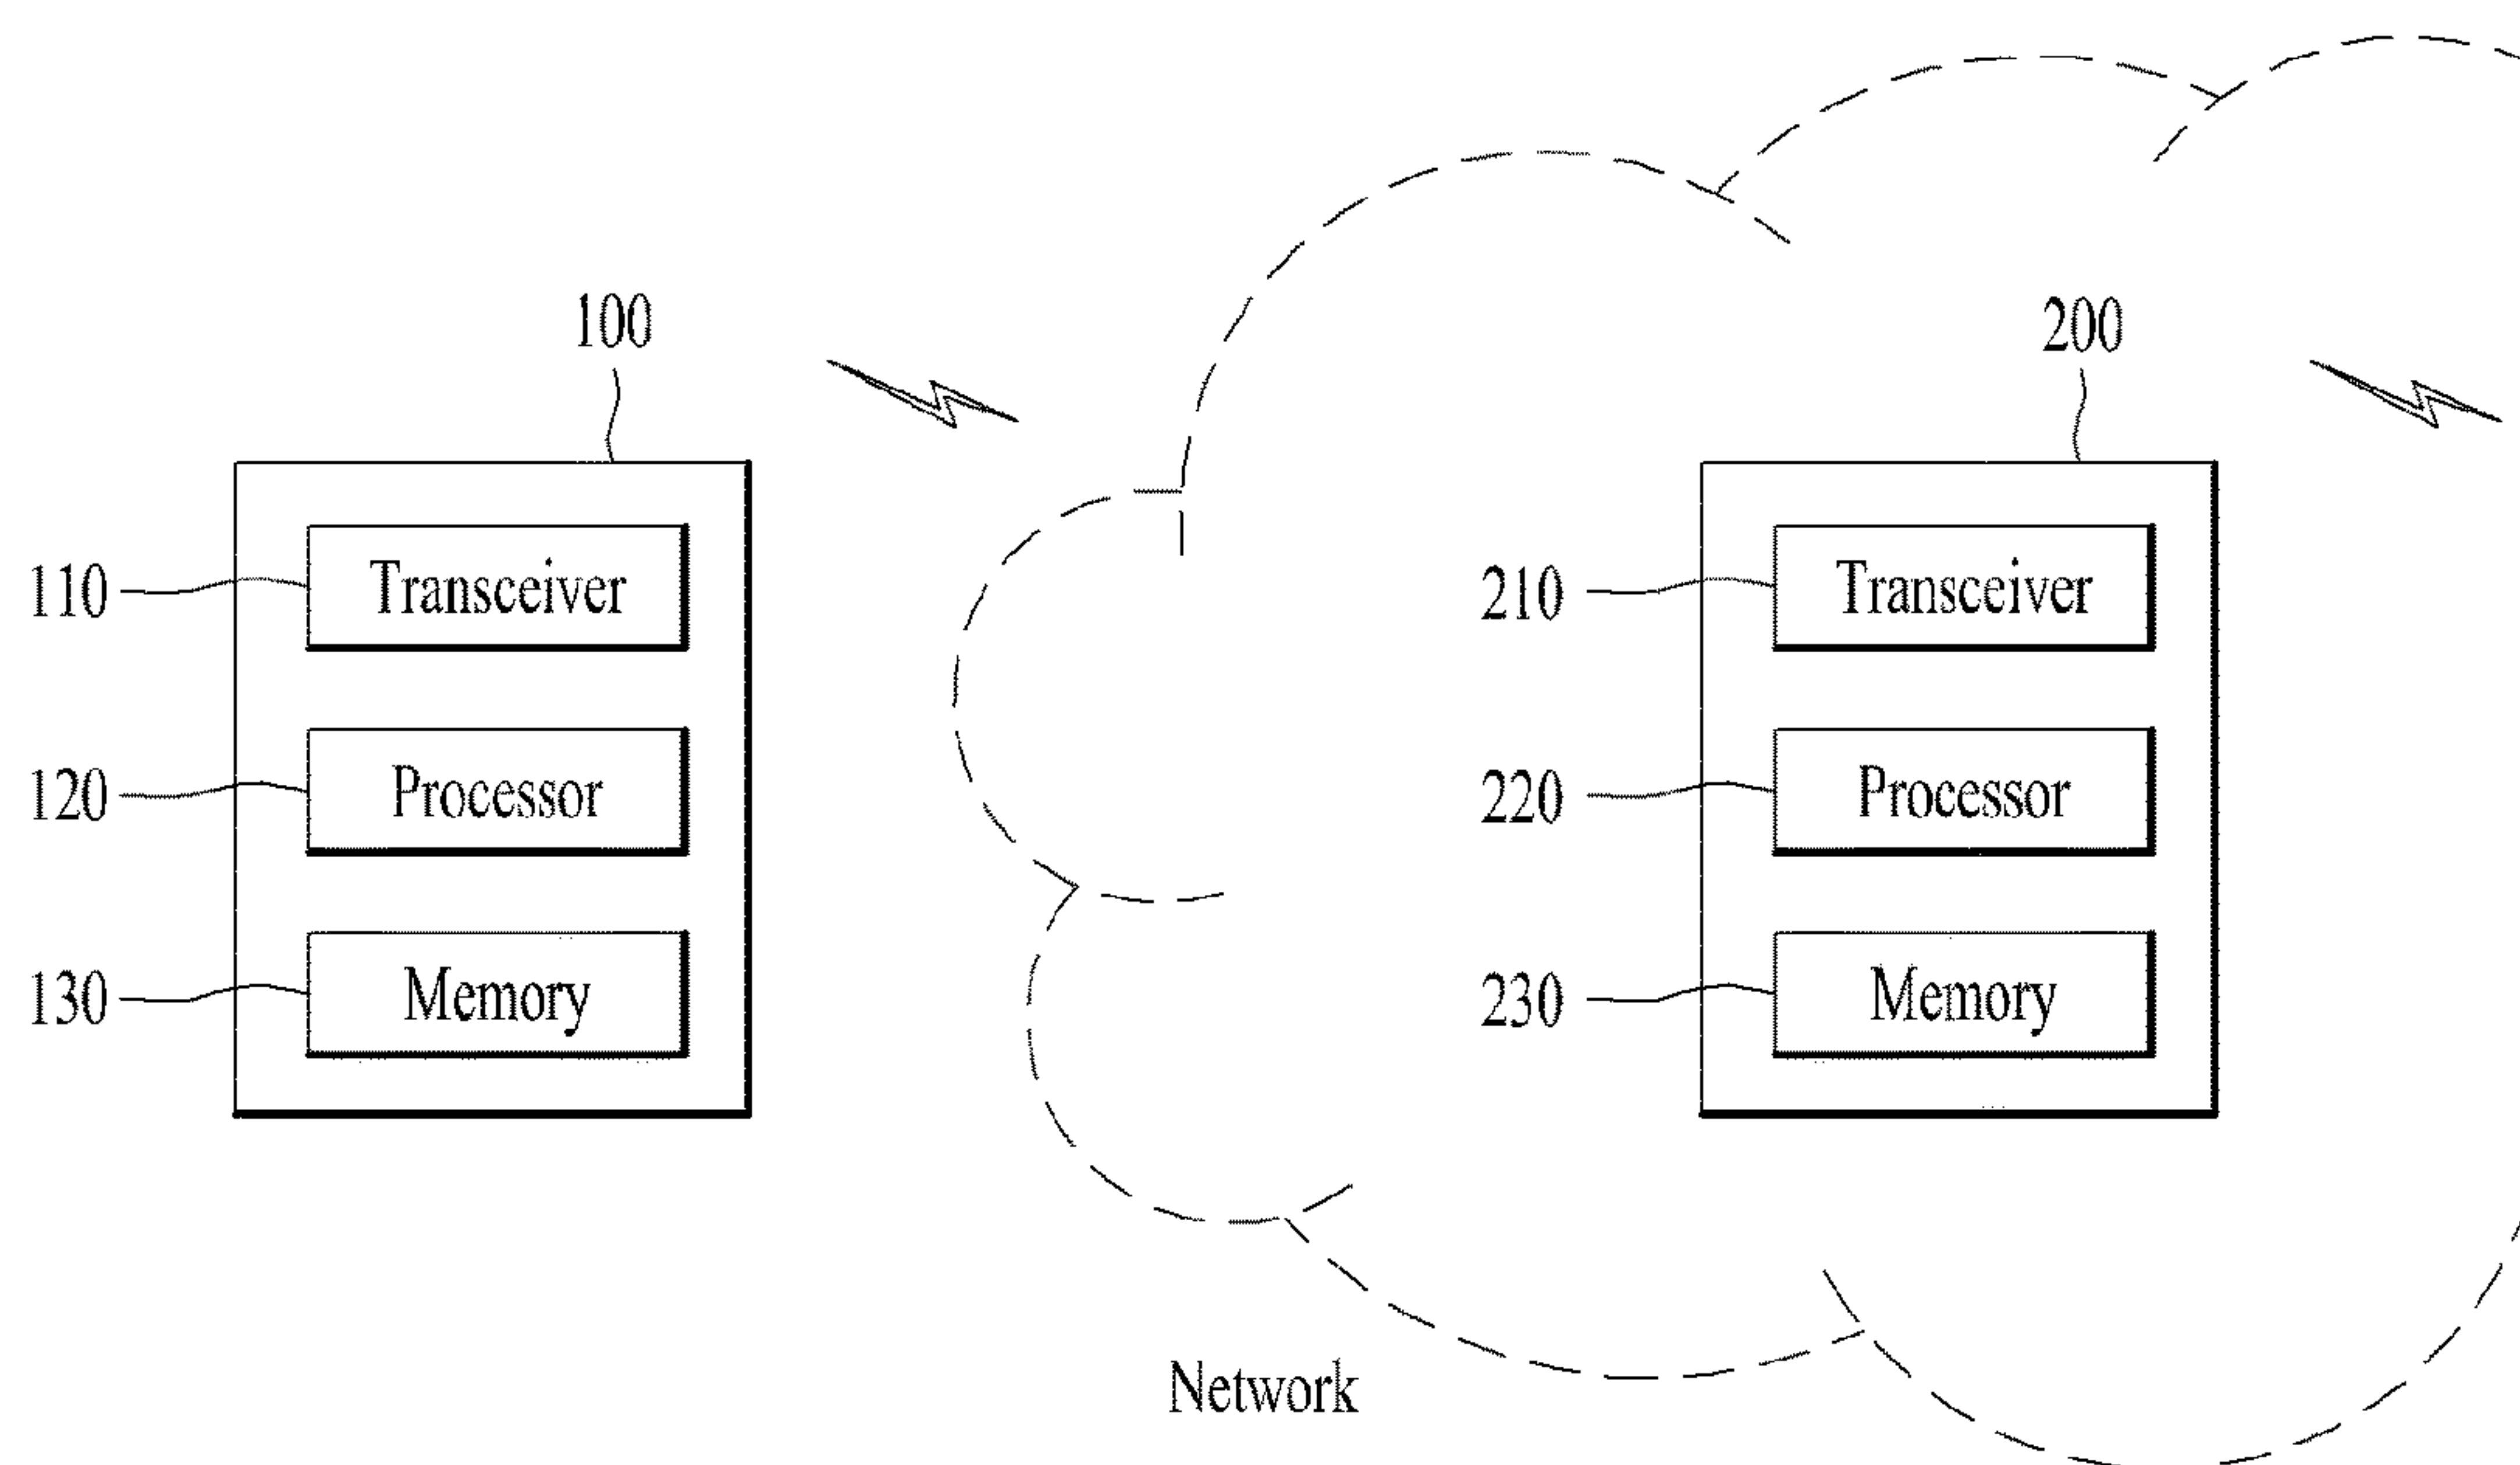 100
200
110 Transceiver
210 Transceiver
120 Processor
220 Processor
130 Memory
230 Memory
Network